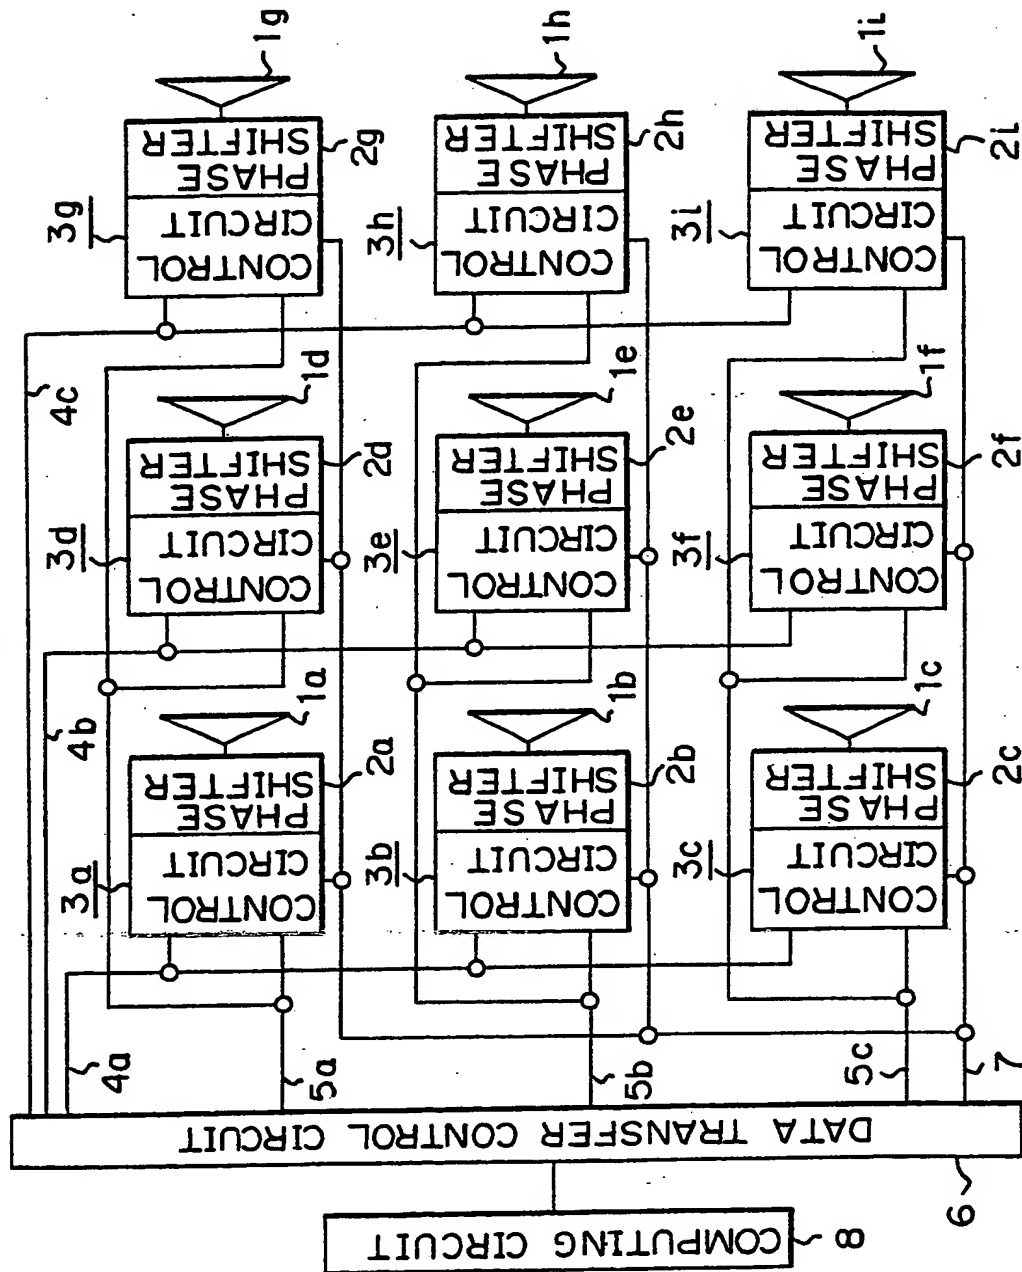 1g
1h
1i
SHIFTER
PHASE
CIRCUIT
CONTROL
2g
3g
SHIFTER
PHASE
CIRCUIT
CONTROL
2h
3h
SHIFTER
PHASE
CIRCUIT
CONTROL
2i
3i
4c
1d
1e
1f
SHIFTER
PHASE
CIRCUIT
CONTROL
2d
3d
SHIFTER
PHASE
CIRCUIT
CONTROL
2e
3e
SHIFTER
PHASE
CIRCUIT
CONTROL
2f
3f
4b
1a
1b
1c
SHIFTER
PHASE
CIRCUIT
CONTROL
2a
3a
SHIFTER
PHASE
CIRCUIT
CONTROL
2b
3b
SHIFTER
PHASE
CIRCUIT
CONTROL
2c
3c
4a
5a
5b
5c
7
DATA TRANSFER CONTROL CIRCUIT
6
COMPUTING CIRCUIT
8